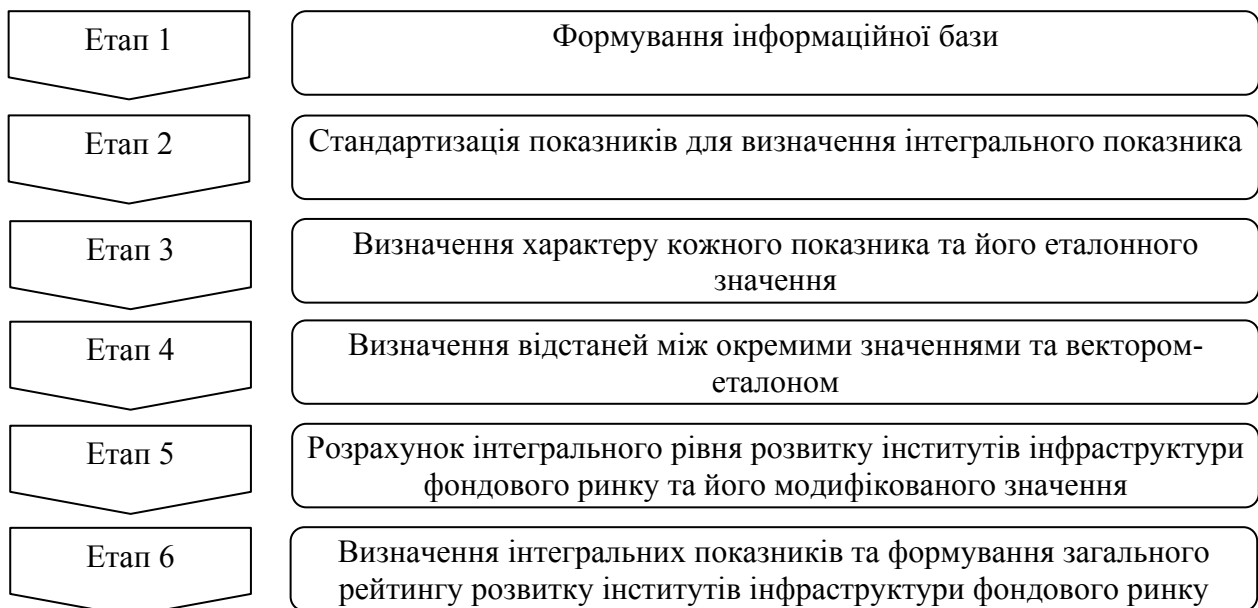 Етап 1
Формування інформаційної бази
Етап 2
Стандартизація показників для визначення інтегрального показника
Етап 3
Визначення характеру кожного показника та його еталонного
значення
Етап 4
Визначення відстаней між окремими значеннями та вектором-
еталоном
Етап 5
Розрахунок інтегрального рівня розвитку інститутів інфраструктури
фондового ринку та його модифікованого значення
Етап 6
Визначення інтегральних показників та формування загального
рейтингу розвитку інститутів інфраструктури фондового ринку